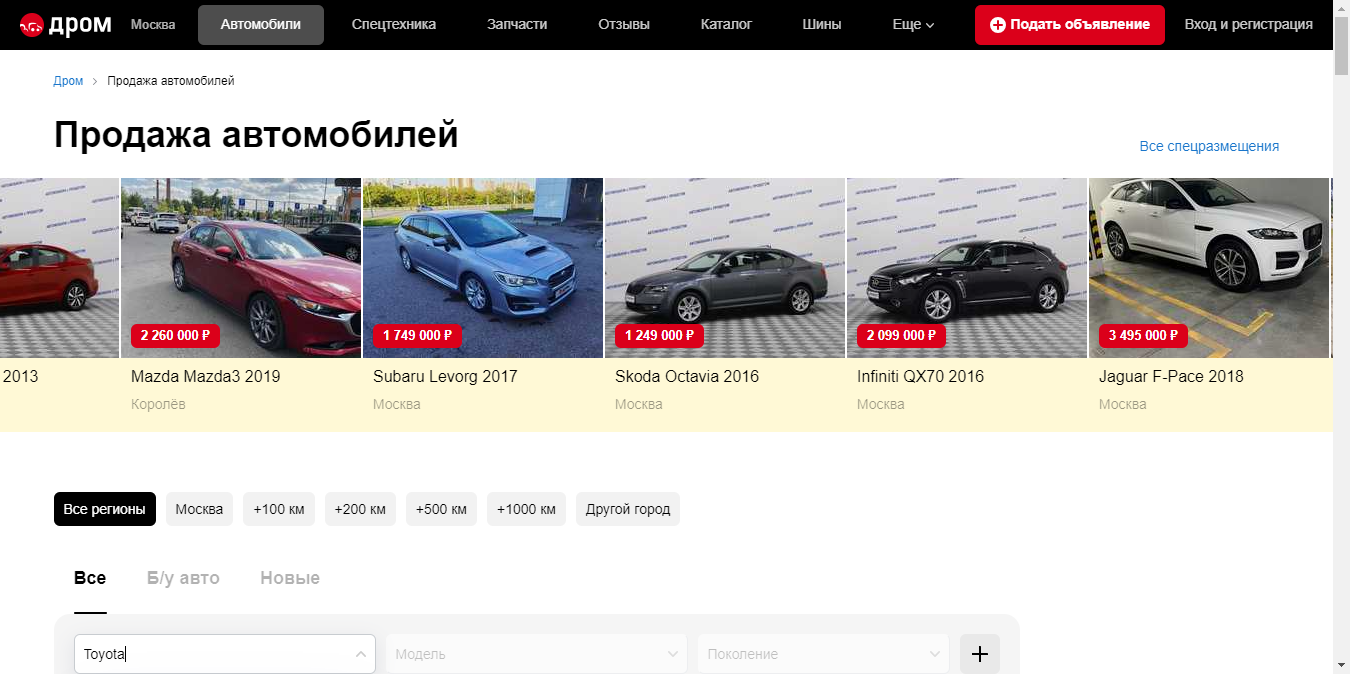 дром Москва Автомобили Спецтехника Запчасти Отзывы Каталог Шины Еще Подать объявление Вход и регистрация
Дром > Продажа автомобилей
Продажа автомобилей
Все спецразмещения
2 260 000 ₽ 1 749 000 ₽ 1 249 000 ₽ 2 099 000 ₽ 3 495 000 ₽
2013 Mazda Mazda3 2019 Subaru Levorg 2017 Skoda Octavia 2016 Infiniti QX70 2016 Jaguar F-Pace 2018
Королёв Москва Москва Москва Москва
Все регионы Москва +100 км +200 км +500 км +1000 км Другой город
Все Б/у авто Новые
Toyota Модель Поколение +